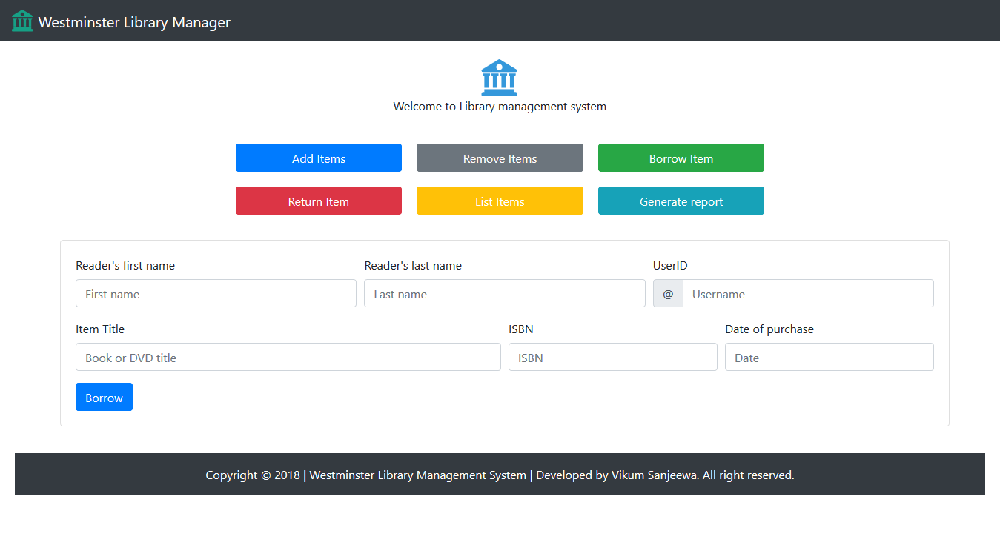 Westminster Library Manager
Welcome to Library management system
Add Items
Remove Items
Borrow Item
Return Item
List Items
Generate report
Reader's first name
Reader's last name
UserID
First name
Last name
@
Username
Item Title
ISBN
Date of purchase
Book or DVD title
ISBN
Date
Borrow
Copyright © 2018 | Westminster Library Management System | Developed by Vikum Sanjeewa. All right reserved.